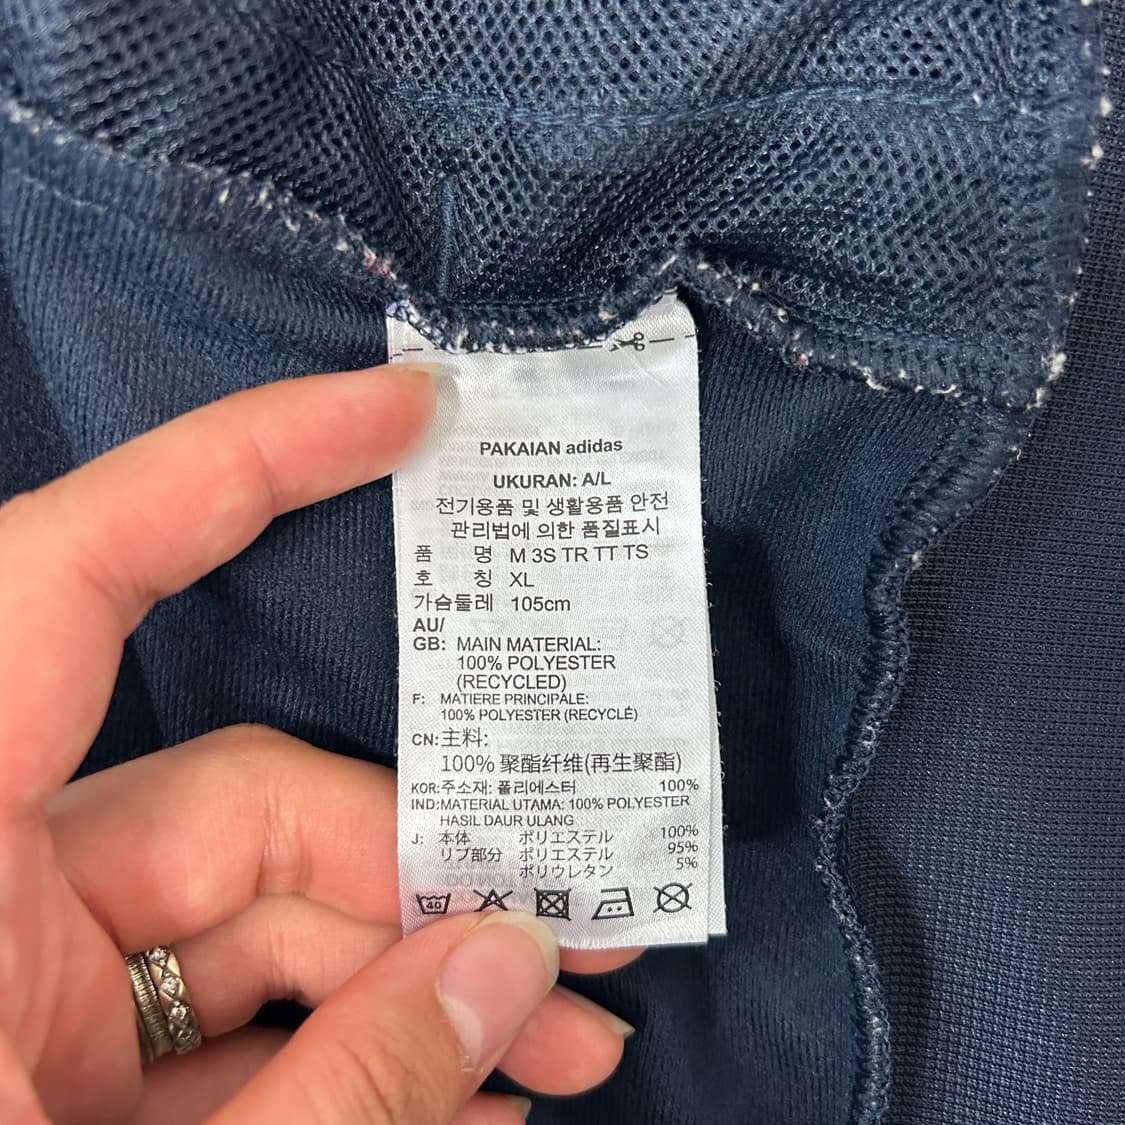 PAKAIAN adidas
UKURAN: A/L
전기용품 및 생활용품 안전
관리법에 의한 품질표시
품 명 M 3S TR TT TS
호 칭 XL
가슴둘레 105cm
AU/
GB: MAIN MATERIAL:
100% POLYESTER
(RECYCLED)
F: MATIERE PRINCIPALE:
100% POLYESTER (RECYCLÉ)
CN:主料:
100% 聚酯纤维(再生聚酯)
KOR:주소재: 폴리에스터 100%
IND:MATERIAL UTAMA: 100% POLYESTER
HASIL DAUR ULANG
J: 本体 ポリエステル 100%
リブ部分 ポリエステル 95%
ポリウレタン 5%
40